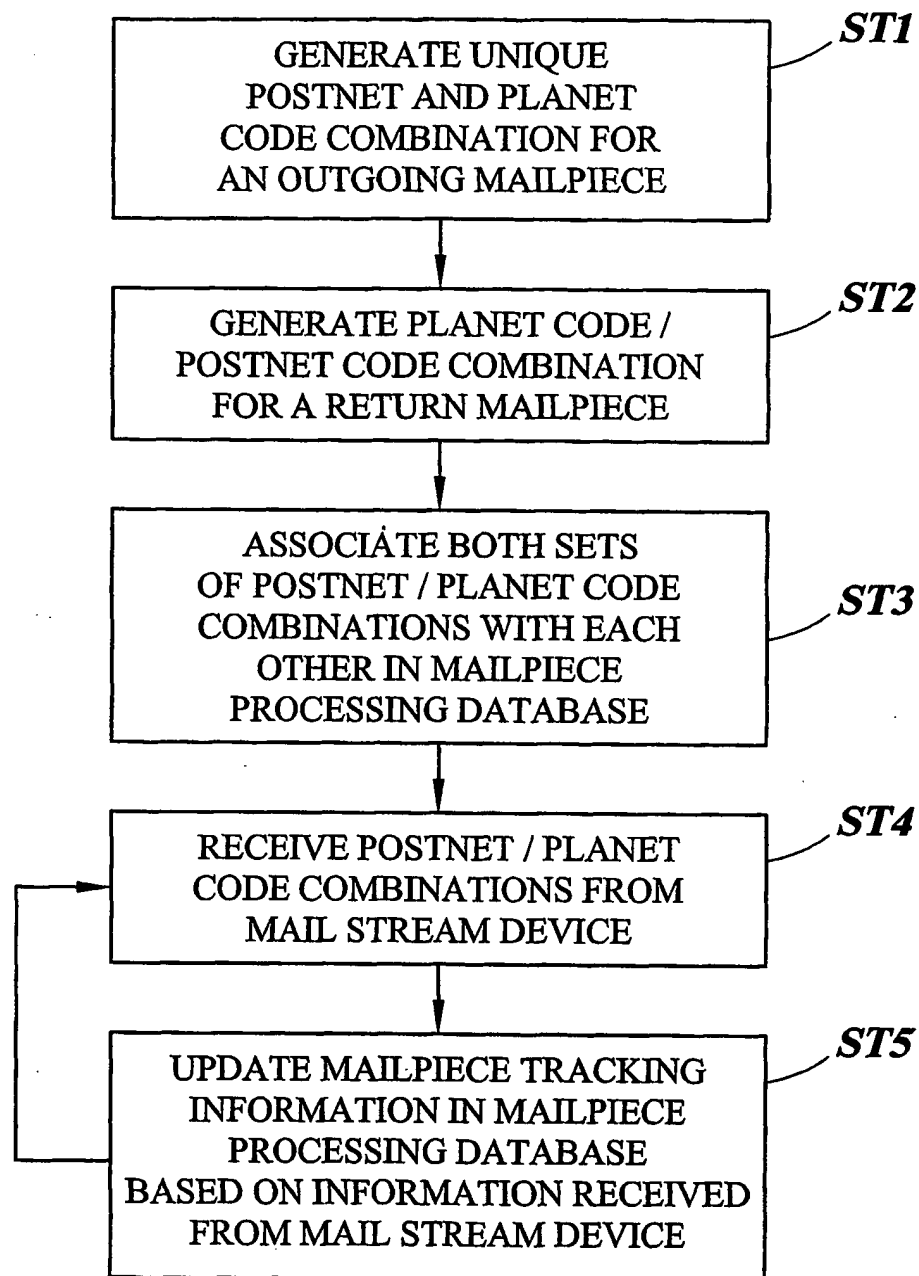 ST1
GENERATE UNIQUE
POSTNET AND PLANET
CODE COMBINATION FOR
AN OUTGOING MAILPIECE
ST2
GENERATE PLANET CODE /
POSTNET CODE COMBINATION
FOR A RETURN MAILPIECE
ST3
ASSOCIATE BOTH SETS
OF POSTNET / PLANET CODE
COMBINATIONS WITH EACH
OTHER IN MAILPIECE
PROCESSING DATABASE
ST4
RECEIVE POSTNET / PLANET
CODE COMBINATIONS FROM
MAIL STREAM DEVICE
ST5
UPDATE MAILPIECE TRACKING
INFORMATION IN MAILPIECE
PROCESSING DATABASE
BASED ON INFORMATION RECEIVED
FROM MAIL STREAM DEVICE